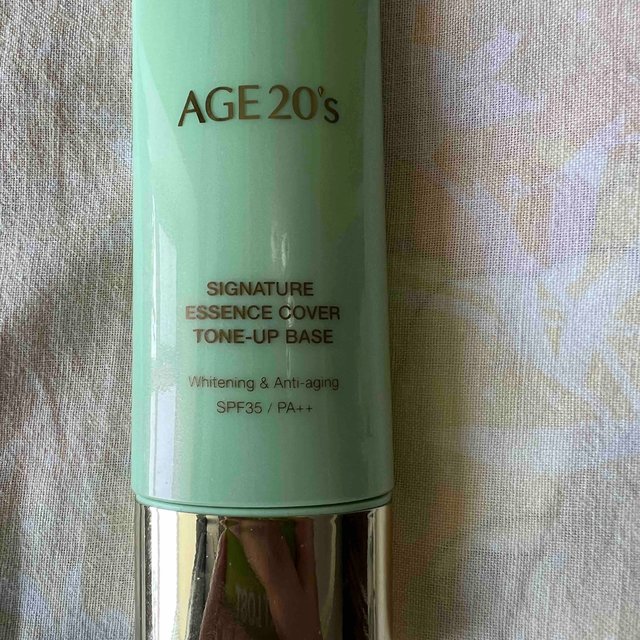 AGE 20's
SIGNATURE
ESSENCE COVER
TONE-UP BASE
Whitening & Anti-aging
SPF35 / PA++